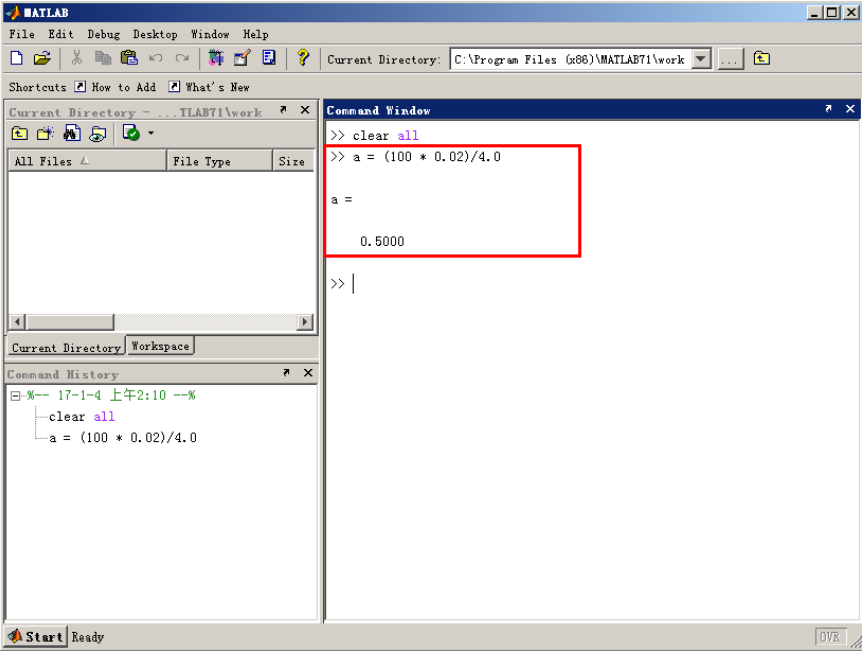 MATLAB
File Edit Debug Desktop Window Help
Current Directory: C:\Program Files (x86)\MATLAB71\work ...
Shortcuts How to Add What's New
Current Directory - ...TLAB71\work
All Files File Type Size
Current Directory Workspace
Command History
%-- 17-1-4 上午2:10 --%
clear all
a = (100 * 0.02)/4.0
Command Window
>> clear all
>> a = (100 * 0.02)/4.0
a =
0.5000
>>
Start Ready
OVR